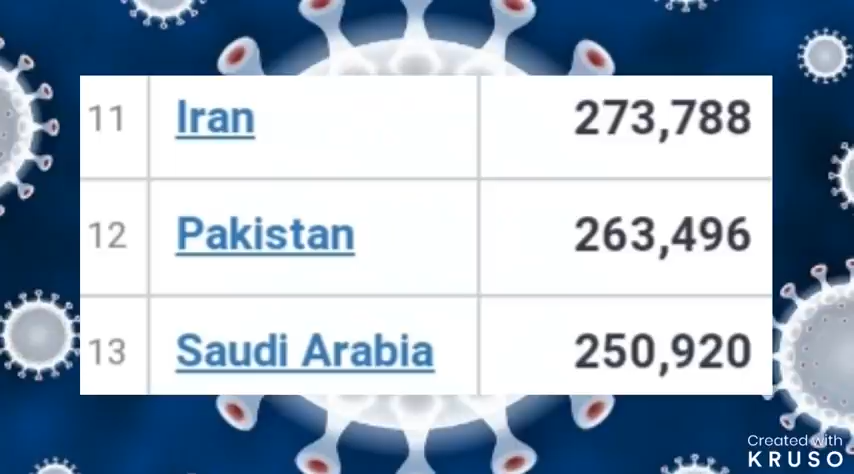 11 Iran 273,788
12 Pakistan 263,496
13 Saudi Arabia 250,920
Created with
KRUSO